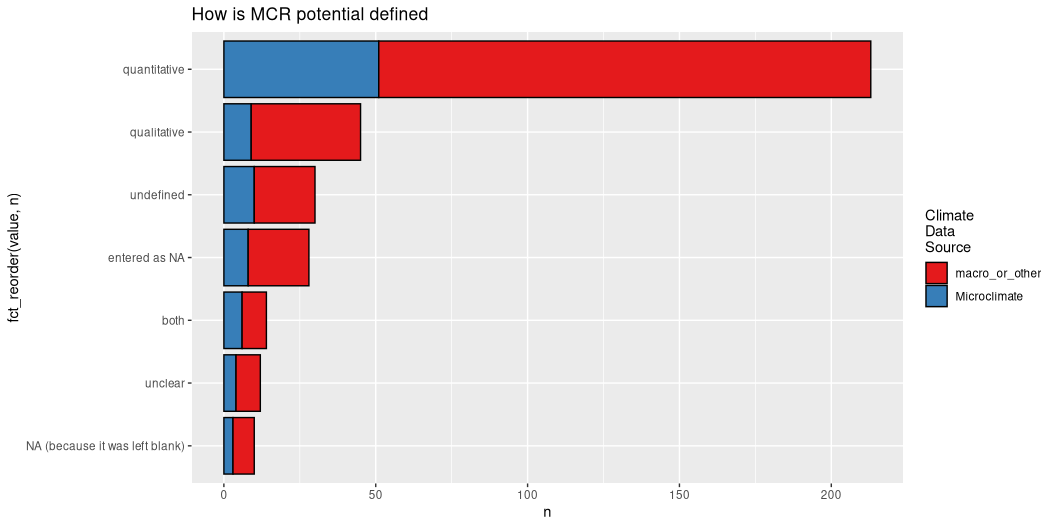 How is MCR potential defined
quantitative
qualitative
undefined
entered as NA
both
unclear
NA (because it was left blank)
fct_reorder(value, n)
0 50 100 150 200
n
Climate
Data
Source
macro_or_other
Microclimate